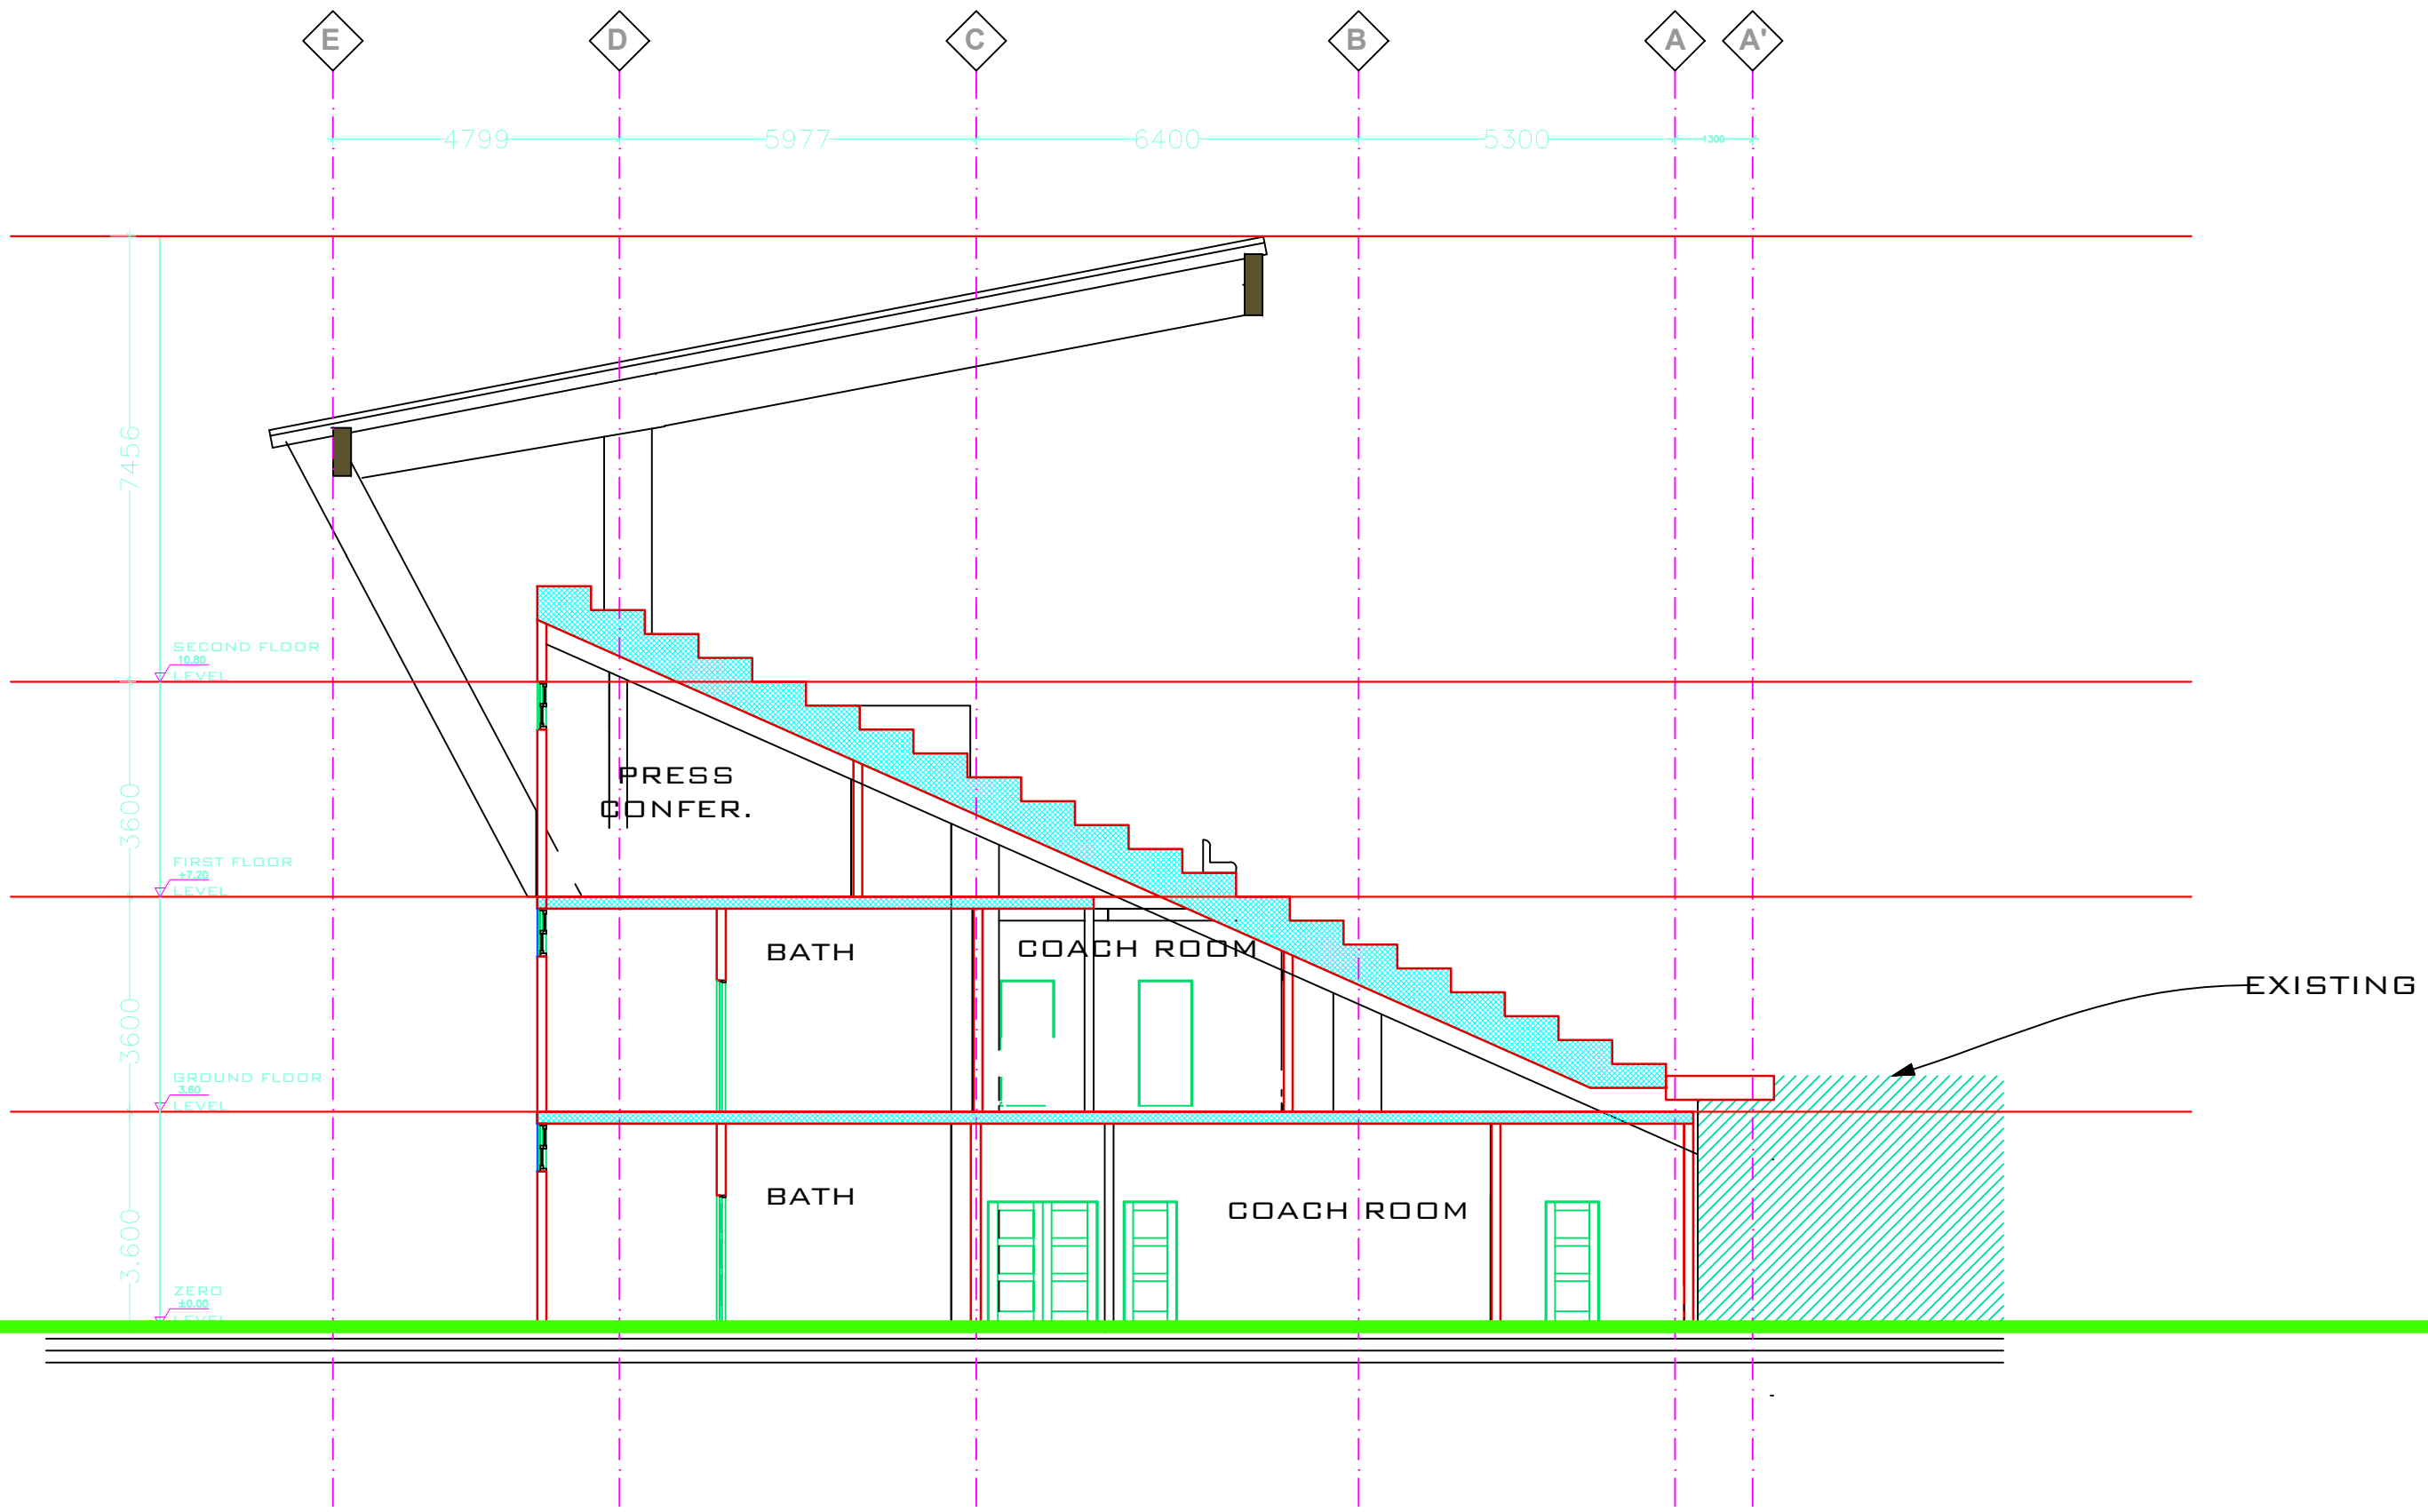 E D C B A A'
4799 5977 6400 5300 1300
7456
SECOND FLOOR
10.80
LEVEL
PRESS
CONFER.
3600
FIRST FLOOR
+7.20
LEVEL
BATH COACH ROOM
EXISTING
3600
GROUND FLOOR
3.60
LEVEL
BATH COACH ROOM
3.600
ZERO
±0.00
LEVEL